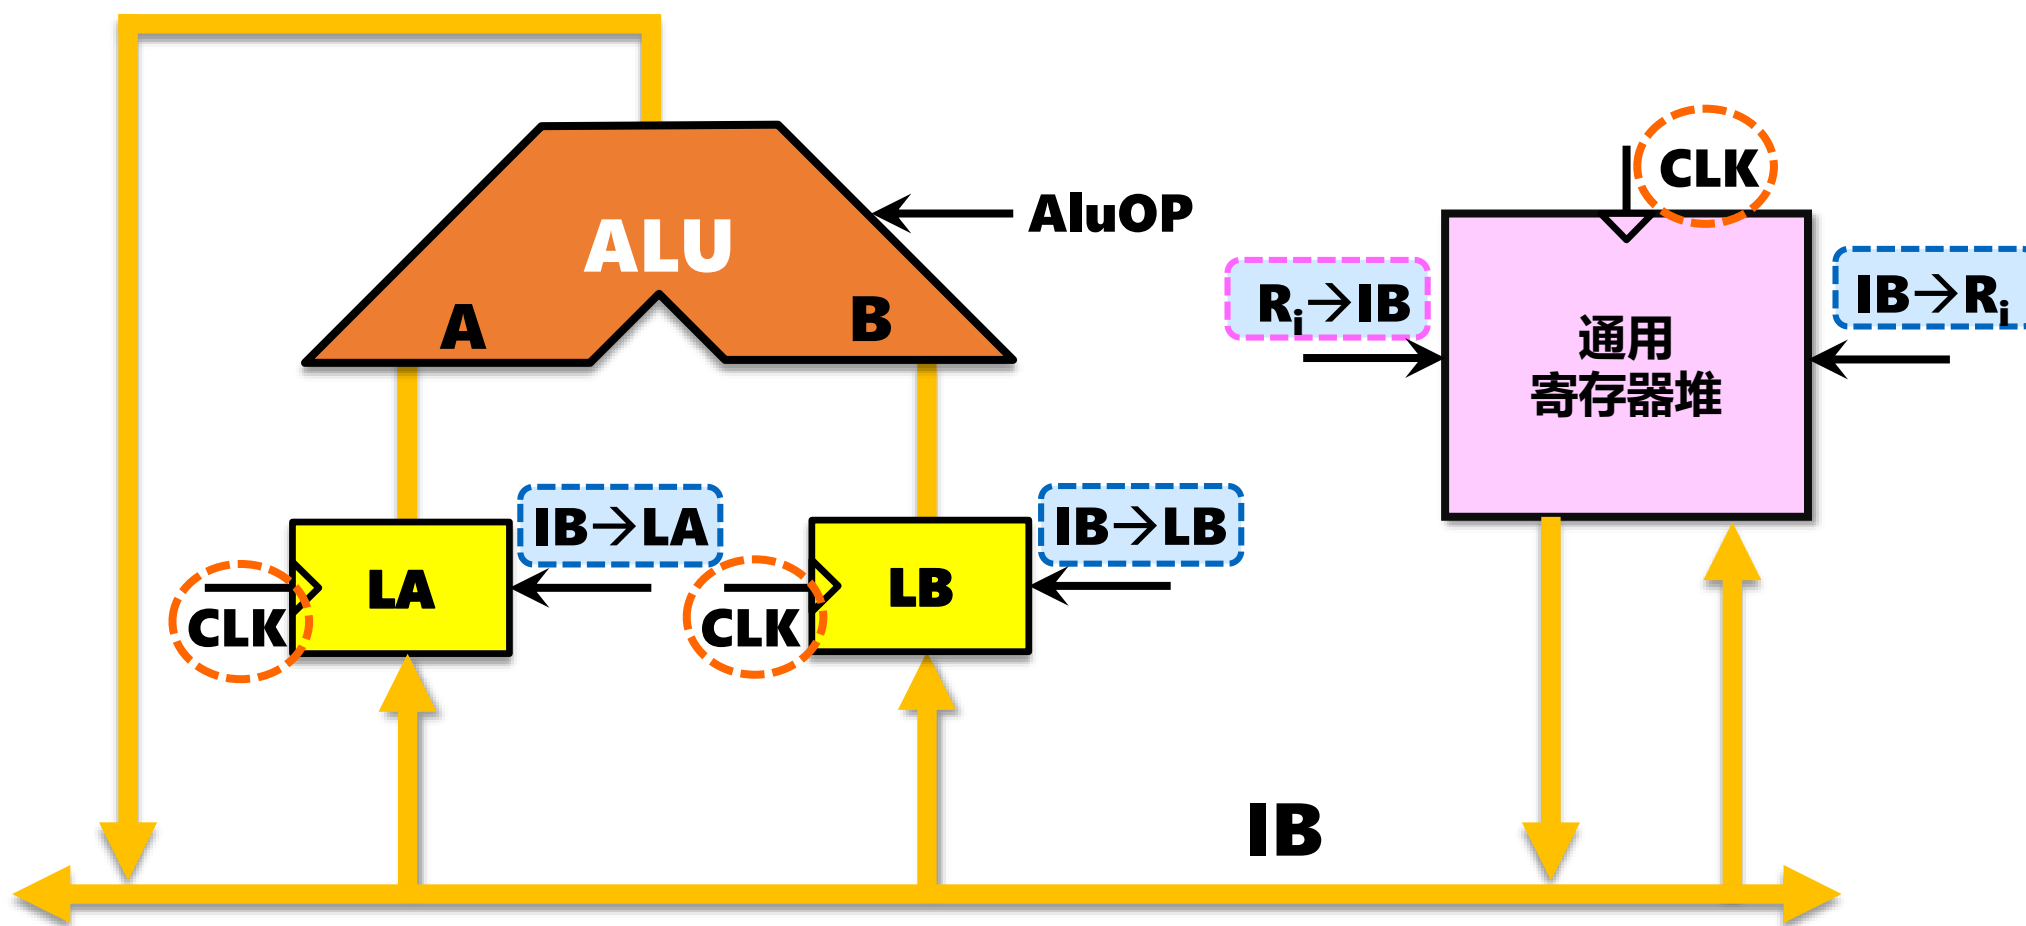 CLK
AluOP
ALU
A
B
Ri→IB
IB→Ri
通用
寄存器堆
IB→LA
IB→LB
LA
LB
CLK
CLK
IB